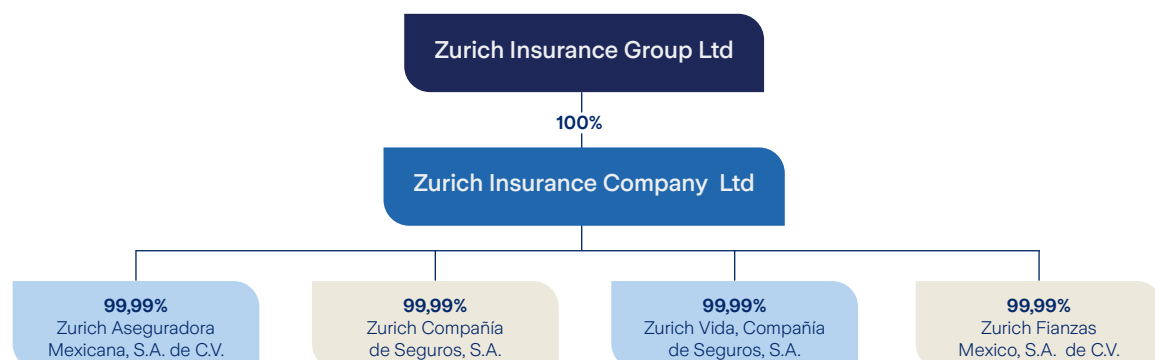 Zurich Insurance Group Ltd
100%
Zurich Insurance Company Ltd
99,99%
Zurich Aseguradora
Mexicana, S.A. de C.V.
99,99%
Zurich Compañía
de Seguros, S.A.
99,99%
Zurich Vida, Compañía
de Seguros, S.A.
99,99%
Zurich Fianzas
Mexico, S.A. de C.V.